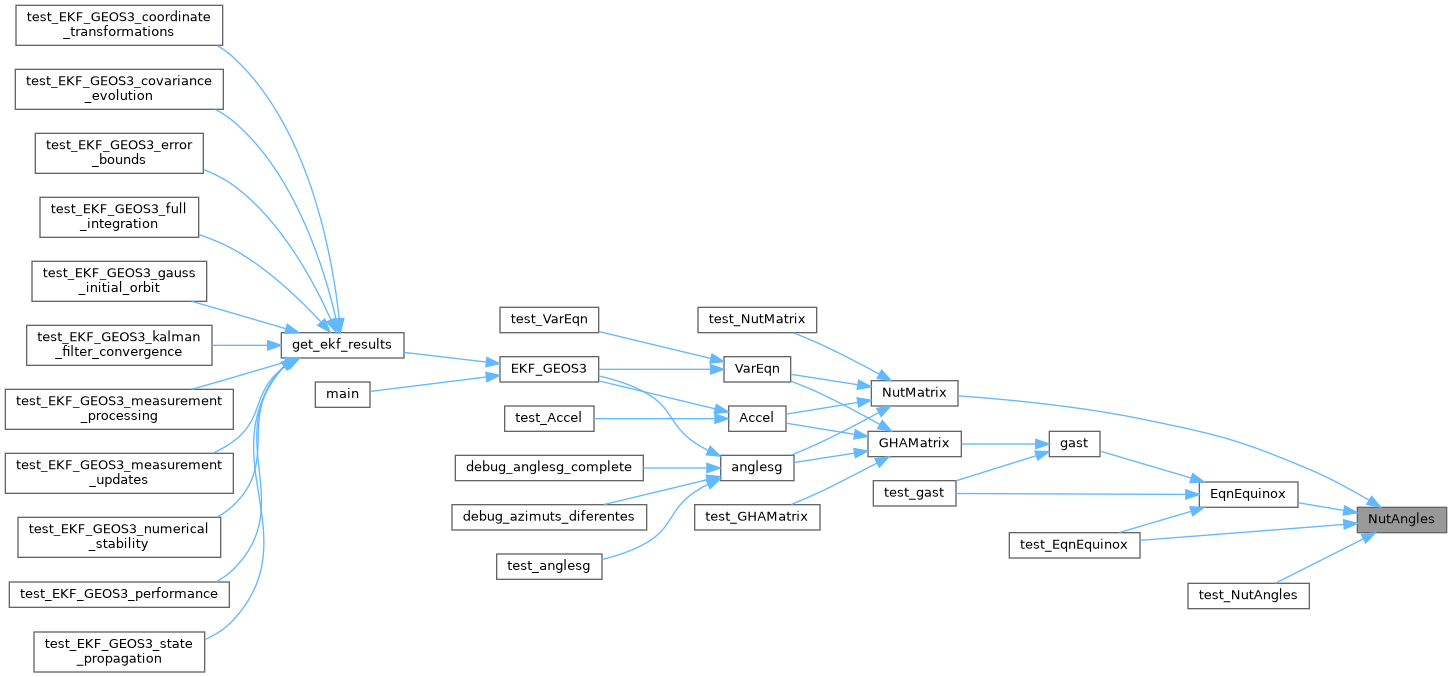 test_EKF_GEOS3_coordinate
_transformations
test_EKF_GEOS3_covariance
_evolution
test_EKF_GEOS3_error
_bounds
test_EKF_GEOS3_full
_integration
test_EKF_GEOS3_gauss
_initial_orbit
test_EKF_GEOS3_kalman
_filter_convergence
test_EKF_GEOS3_measurement
_processing
test_EKF_GEOS3_measurement
_updates
test_EKF_GEOS3_numerical
_stability
test_EKF_GEOS3_performance
test_EKF_GEOS3_state
_propagation
get_ekf_results
main
test_VarEqn
EKF_GEOS3
test_Accel
debug_anglesg_complete
debug_azimuts_diferentes
test_anglesg
test_NutMatrix
VarEqn
Accel
anglesg
test_GHAMatrix
NutMatrix
GHAMatrix
test_gast
gast
test_EqnEquinox
EqnEquinox
test_NutAngles
NutAngles